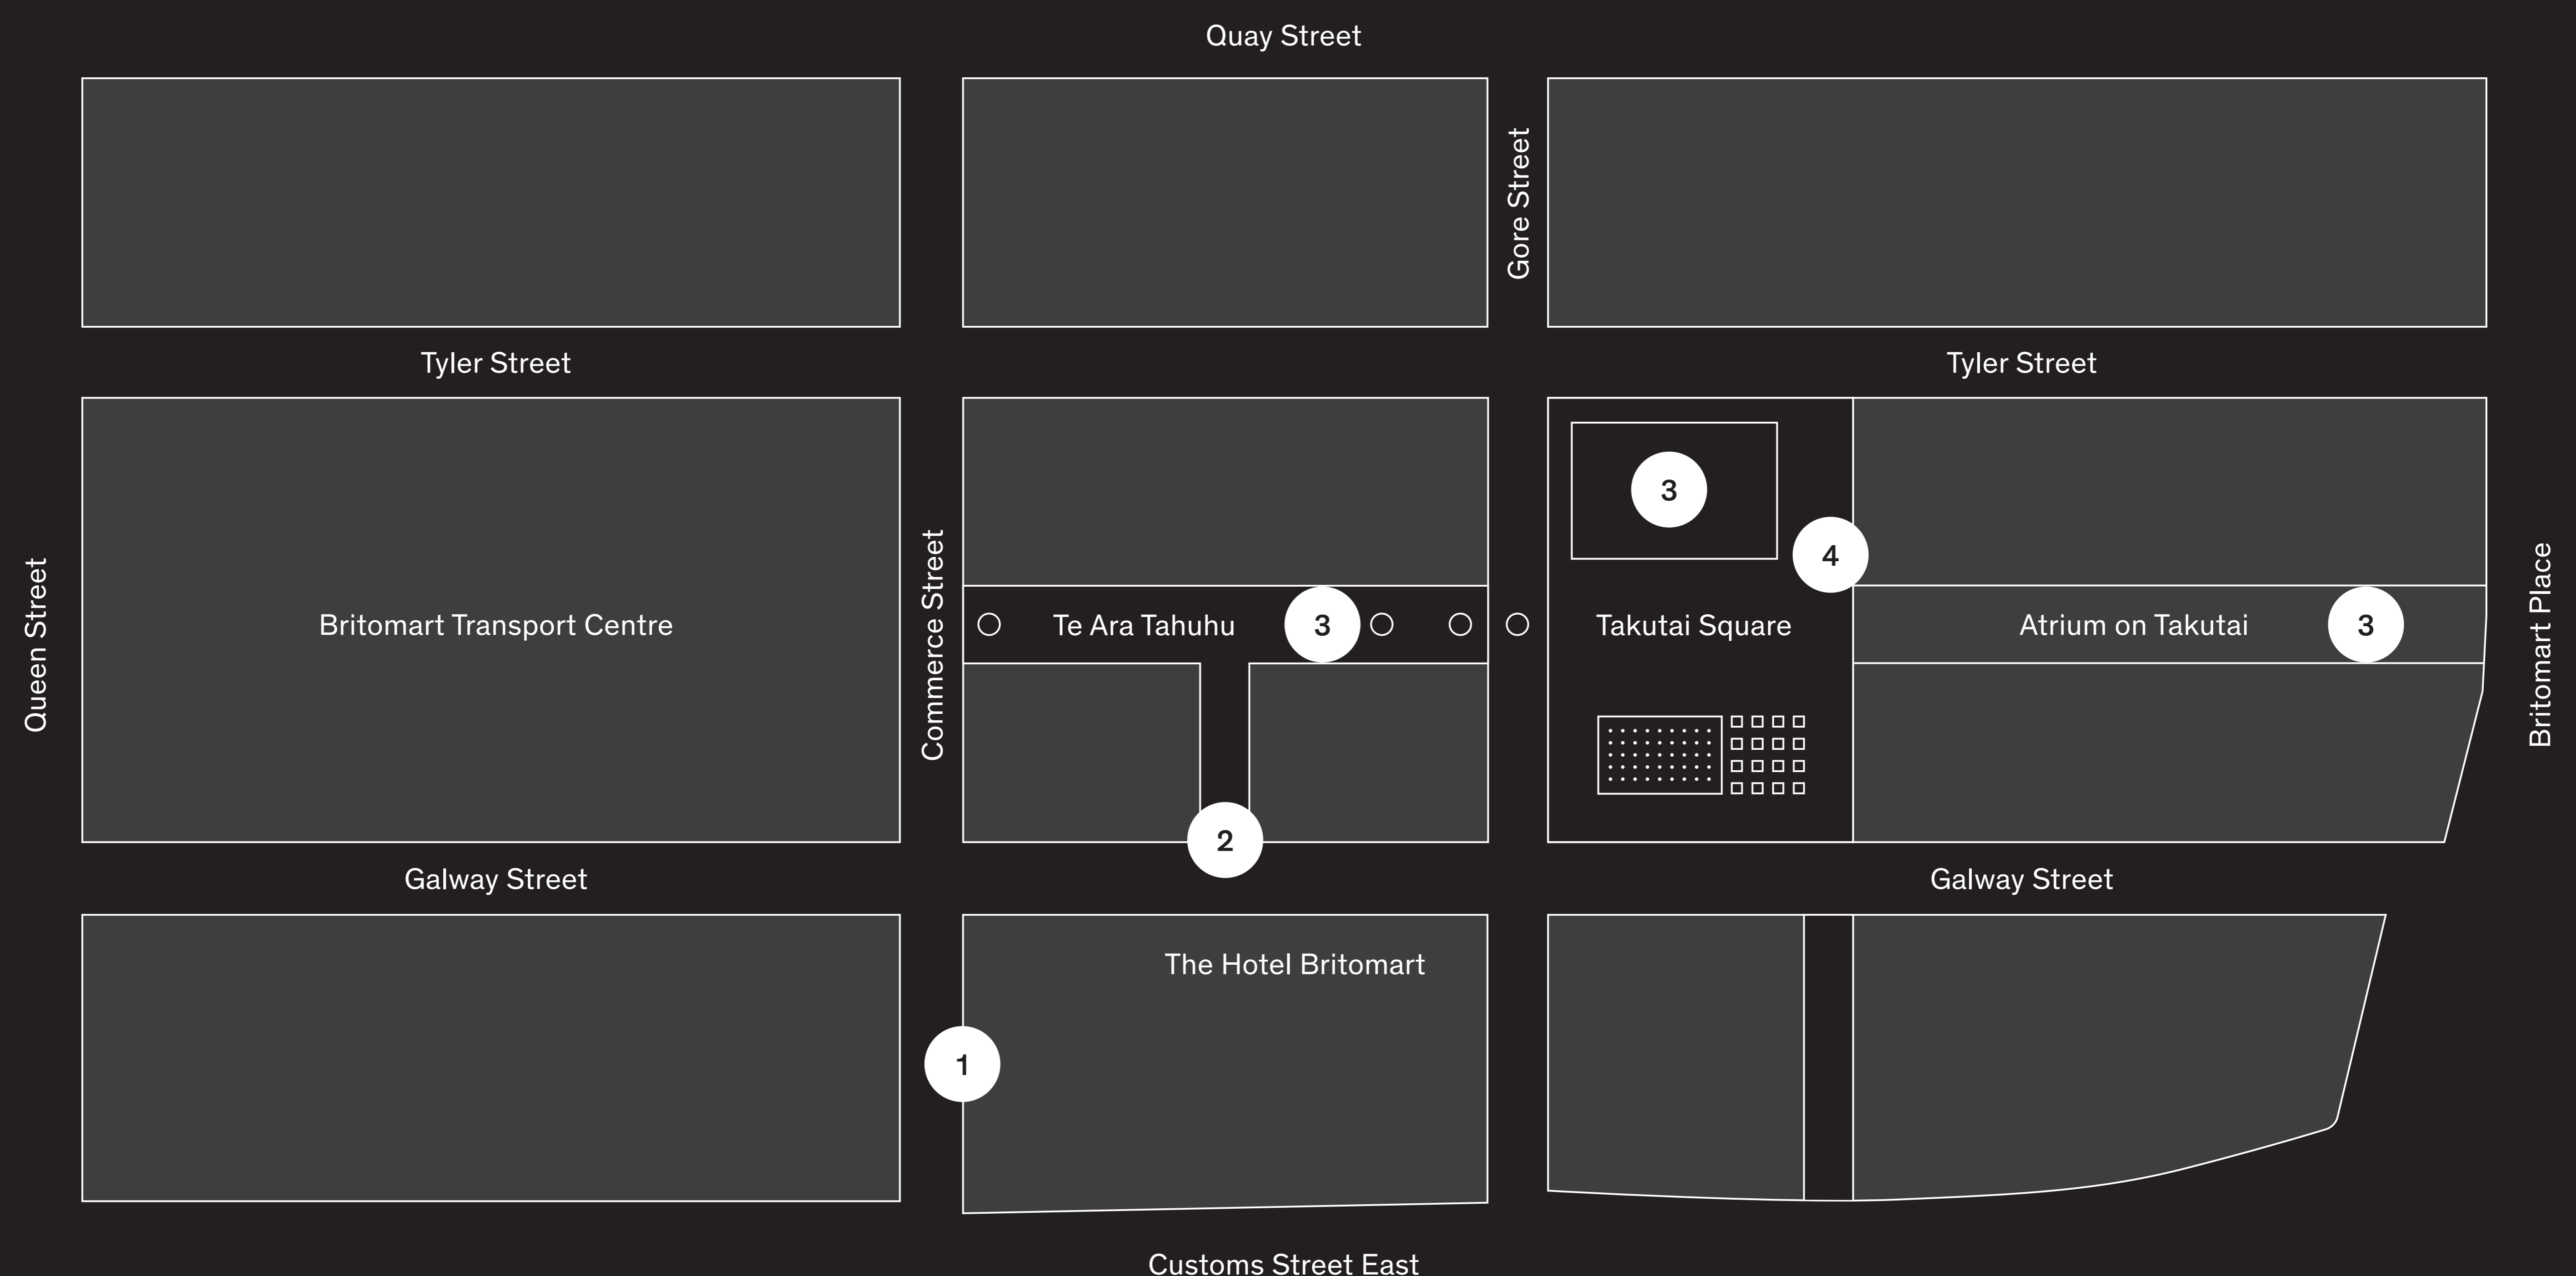 Quay Street
Gore Street
Tyler Street
Tyler Street
3
4
Queen Street
Britomart Transport Centre
Commerce Street
Te Ara Tahuhu
3
Takutai Square
Atrium on Takutai
3
Britomart Place
2
Galway Street
Galway Street
The Hotel Britomart
1
Customs Street East